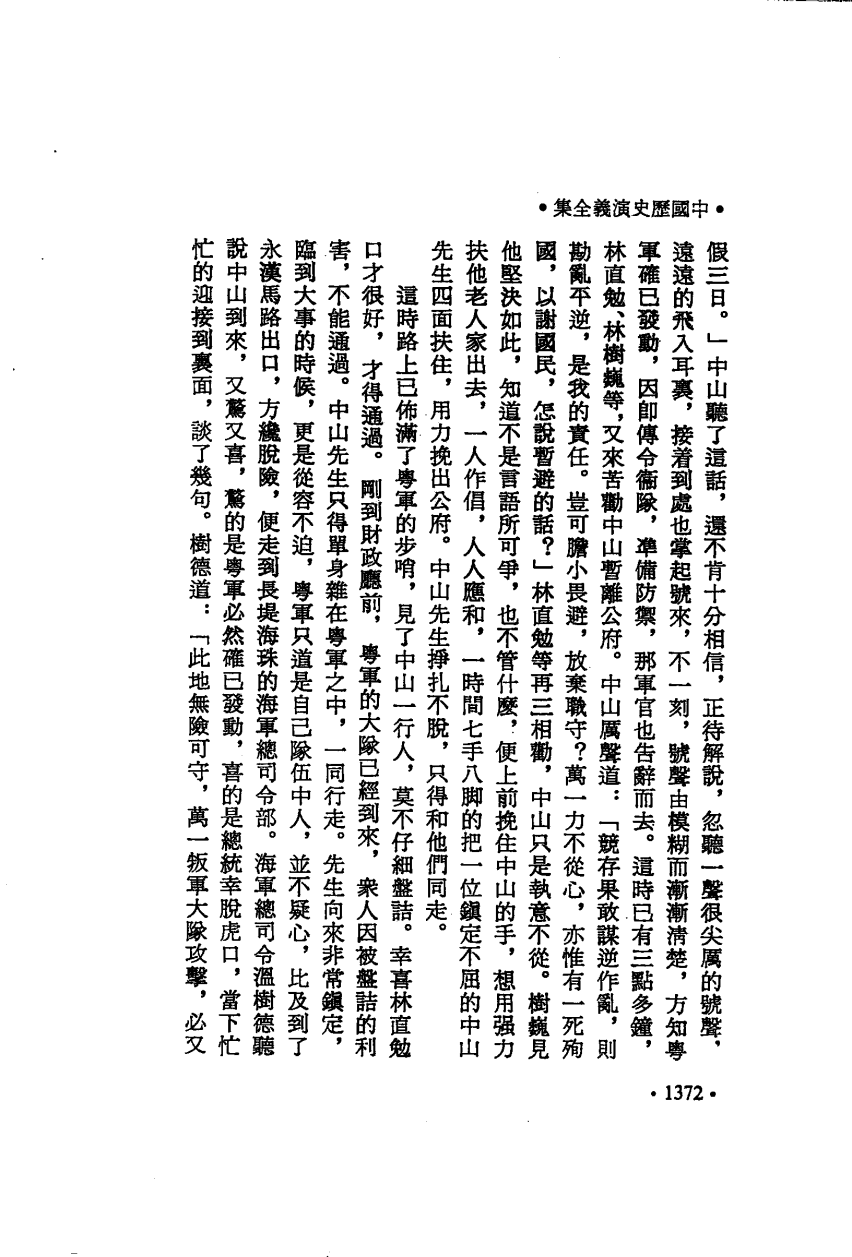 •中國歷史演義全集•
假三日。」中山聽了這話，還不肯十分相信，正待解說，忽聽一聲很尖厲的號聲，
遠遠的飛入耳裏，接着到處也掌起號來，不一刻，號聲由模糊而漸漸清楚，方知粵
軍確已發動，因即傳令衞隊，準備防禦，那軍官也告辭而去。這時已有三點多鐘，
林直勉、林樹巍等，又來苦勸中山暫離公府。中山厲聲道：「競存果敢謀逆作亂，則
勘亂平逆，是我的責任。豈可膽小畏避，放棄職守？萬一力不從心，亦惟有一死殉
國，以謝國民，怎說暫避的話？」林直勉等再三相勸，中山只是執意不從。樹巍見
他堅決如此，知道不是言語所可爭，也不管什麼，便上前挽住中山的手，想用强力
扶他老人家出去，一人作倡，人人應和，一時間七手八脚的把一位鎭定不屈的中山
先生四面扶住，用力挽出公府。中山先生掙扎不脫，只得和他們同走。
這時路上已佈滿了粵軍的步哨，見了中山一行人，莫不仔細盤詰。幸喜林直勉
口才很好，才得通過。剛到財政廳前，粵軍的大隊已經到來，衆人因被盤詰的利
害，不能通過。中山先生只得單身雜在粵軍之中，一同行走。先生向來非常鎭定，
臨到大事的時候，更是從容不迫，粵軍只道是自己隊伍中人，並不疑心，比及到了
永漢馬路出口，方纔脫險，便走到長堤海珠的海軍總司令部。海軍總司令溫樹德聽
說中山到來，又驚又喜，驚的是粵軍必然確已發動，喜的是總統幸脫虎口，當下忙
忙的迎接到裏面，談了幾句。樹德道：「此地無險可守，萬一叛軍大隊攻擊，必又
•1372•